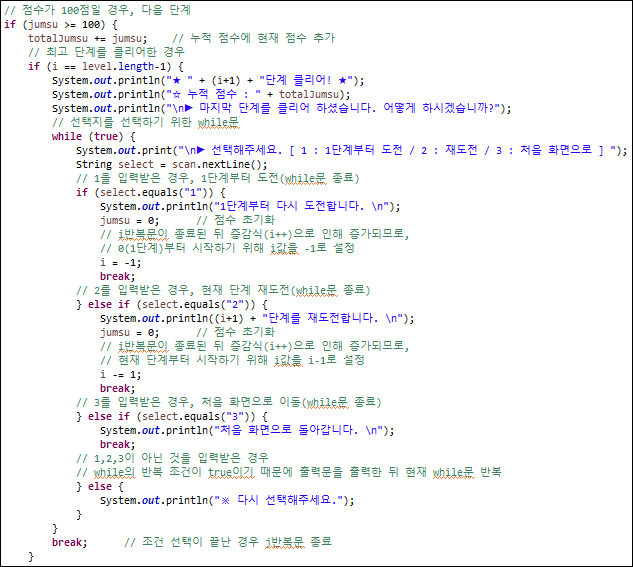 // 점수가 100점일 경우, 다음 단계
if (jumsu >= 100) {
    totalJumsu += jumsu;    // 누적 점수에 현재 점수 추가
    // 최고 단계를 클리어한 경우
    if (i == level.length-1) {
        System.out.println("★ " + (i+1) + "단계 클리어! ★");
        System.out.println("☆ 누적 점수 : " + totalJumsu);
        System.out.println("\n▶ 마지막 단계를 클리어 하셨습니다. 어떻게 하시겠습니까?");
        // 선택지를 선택하기 위한 while문
        while (true) {
            System.out.print("\n▶ 선택해주세요. [ 1 : 1단계부터 도전 / 2 : 재도전 / 3 : 처음 화면으로 ] ");
            String select = scan.nextLine();
            // 1을 입력받은 경우, 1단계부터 도전(while문 종료)
            if (select.equals("1")) {
                System.out.println("1단계부터 다시 도전합니다. \n");
                jumsu = 0;      // 점수 초기화
                // i반복문이 종료된 뒤 증감식(i++)으로 인해 증가되므로,
                // 0(1단계)부터 시작하기 위해 i값을 -1로 설정
                i = -1;
                break;
            // 2를 입력받은 경우, 현재 단계 재도전(while문 종료)
            } else if (select.equals("2")) {
                System.out.println((i+1) + "단계를 재도전합니다. \n");
                jumsu = 0;      // 점수 초기화
                // i반복문이 종료된 뒤 증감식(i++)으로 인해 증가되므로,
                // 현재 단계부터 시작하기 위해 i값을 i-1로 설정
                i -= 1;
                break;
            // 3를 입력받은 경우, 처음 화면으로 이동(while문 종료)
            } else if (select.equals("3")) {
                System.out.println("처음 화면으로 돌아갑니다. \n");
                break;
            // 1,2,3이 아닌 것을 입력받은 경우
            // while의 반복 조건이 true이기 때문에 출력문을 출력한 뒤 현재 while문 반복
            } else {
                System.out.println("※ 다시 선택해주세요.");
            }
        }
        break;      // 조건 선택이 끝난 경우 j반복문 종료
    }